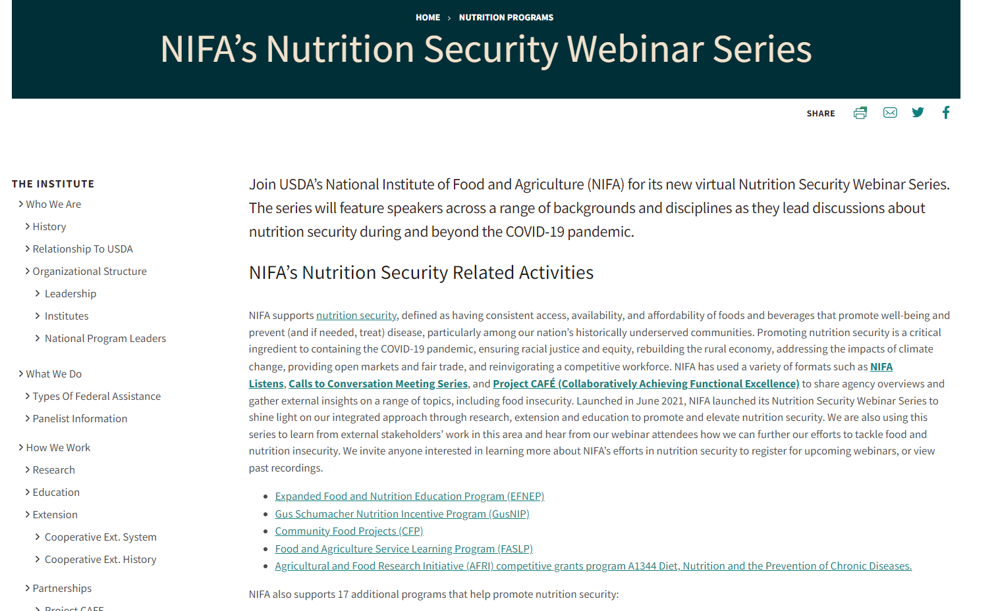 HOME > NUTRITION PROGRAMS
NIFA’s Nutrition Security Webinar Series
SHARE
THE INSTITUTE
Who We Are
History
Relationship To USDA
Organizational Structure
Leadership
Institutes
National Program Leaders
What We Do
Types Of Federal Assistance
Panelist Information
How We Work
Research
Education
Extension
Cooperative Ext. System
Cooperative Ext. History
Partnerships
Project CAFE
Join USDA’s National Institute of Food and Agriculture (NIFA) for its new virtual Nutrition Security Webinar Series.
The series will feature speakers across a range of backgrounds and disciplines as they lead discussions about
nutrition security during and beyond the COVID-19 pandemic.
NIFA’s Nutrition Security Related Activities
NIFA supports nutrition security, defined as having consistent access, availability, and affordability of foods and beverages that promote well-being and
prevent (and if needed, treat) disease, particularly among our nation’s historically underserved communities. Promoting nutrition security is a critical
ingredient to containing the COVID-19 pandemic, ensuring racial justice and equity, rebuilding the rural economy, addressing the impacts of climate
change, providing open markets and fair trade, and reinvigorating a competitive workforce. NIFA has used a variety of formats such as NIFA
Listens, Calls to Conversation Meeting Series, and Project CAFÉ (Collaboratively Achieving Functional Excellence) to share agency overviews and
gather external insights on a range of topics, including food insecurity. Launched in June 2021, NIFA launched its Nutrition Security Webinar Series to
shine light on our integrated approach through research, extension and education to promote and elevate nutrition security. We are also using this
series to learn from external stakeholders’ work in this area and hear from our webinar attendees how we can further our efforts to tackle food and
nutrition insecurity. We invite anyone interested in learning more about NIFA’s efforts in nutrition security to register for upcoming webinars, or view
past recordings.
Expanded Food and Nutrition Education Program (EFNEP)
Gus Schumacher Nutrition Incentive Program (GusNIP)
Community Food Projects (CFP)
Food and Agriculture Service Learning Program (FASLP)
Agricultural and Food Research Initiative (AFRI) competitive grants program A1344 Diet, Nutrition and the Prevention of Chronic Diseases.
NIFA also supports 17 additional programs that help promote nutrition security: